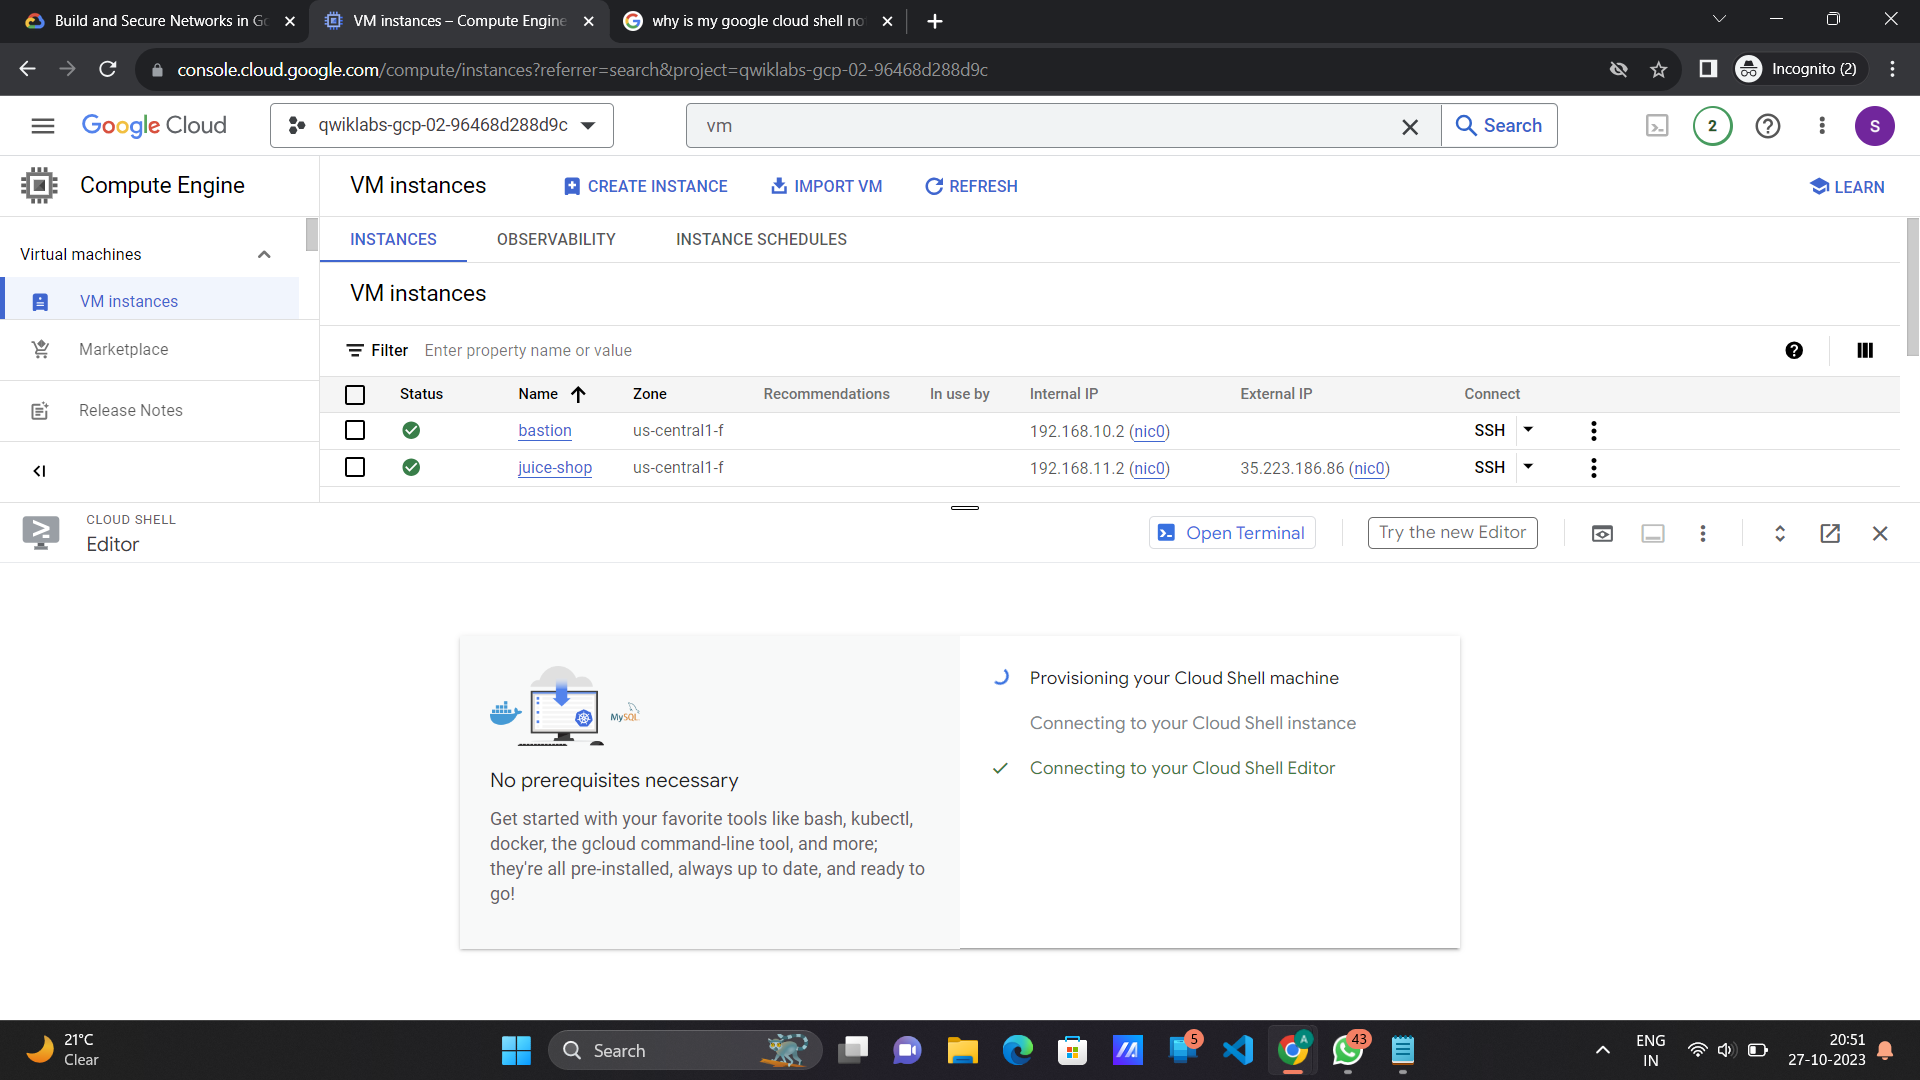 Build and Secure Networks in Go
VM instances – Compute Engine
why is my google cloud shell no
console.cloud.google.com/compute/instances?referrer=search&project=qwiklabs-gcp-02-96468d288d9c
Incognito (2)
Google Cloud
qwiklabs-gcp-02-96468d288d9c
vm
Search
2
S
Compute Engine
VM instances
CREATE INSTANCE
IMPORT VM
REFRESH
LEARN
Virtual machines
INSTANCES
OBSERVABILITY
INSTANCE SCHEDULES
VM instances
VM instances
Marketplace
Filter Enter property name or value
Status Name Zone Recommendations In use by Internal IP External IP Connect
Release Notes
bastion us-central1-f 192.168.10.2 (nic0) SSH
juice-shop us-central1-f 192.168.11.2 (nic0) 35.223.186.86 (nic0) SSH
CLOUD SHELL
Editor
Open Terminal
Try the new Editor
MySQL
No prerequisites necessary
Get started with your favorite tools like bash, kubectl,
docker, the gcloud command-line tool, and more;
they're all pre-installed, always up to date, and ready to
go!
Provisioning your Cloud Shell machine
Connecting to your Cloud Shell instance
Connecting to your Cloud Shell Editor
21°C
Clear
Search
5
A
43
ENG
IN
20:51
27-10-2023